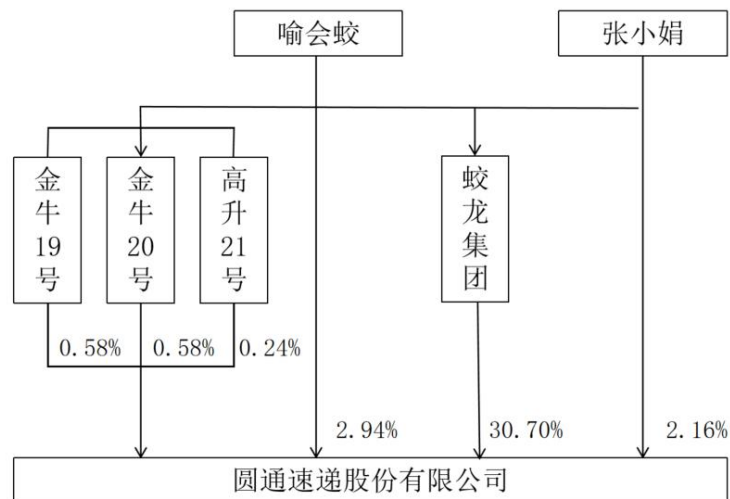 喻会蛟
张小娟
金牛19号
金牛20号
高升21号
蛟龙集团
0.58%
0.58%
0.24%
2.94%
30.70%
2.16%
圆通速递股份有限公司